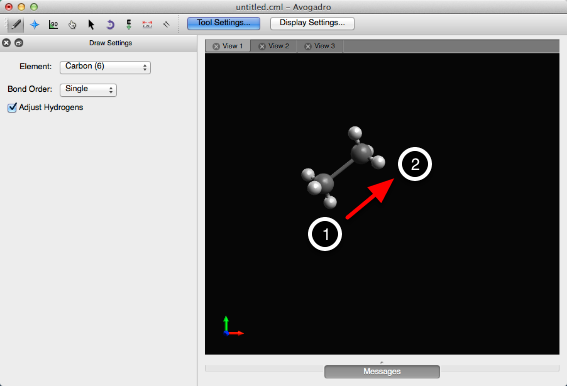 untitled.cml – Avogadro
Tool Settings...
Display Settings...
Draw Settings
Element:
Carbon (6)
Bond Order:
Single
Adjust Hydrogens
View 1
View 2
View 3
2
1
Messages